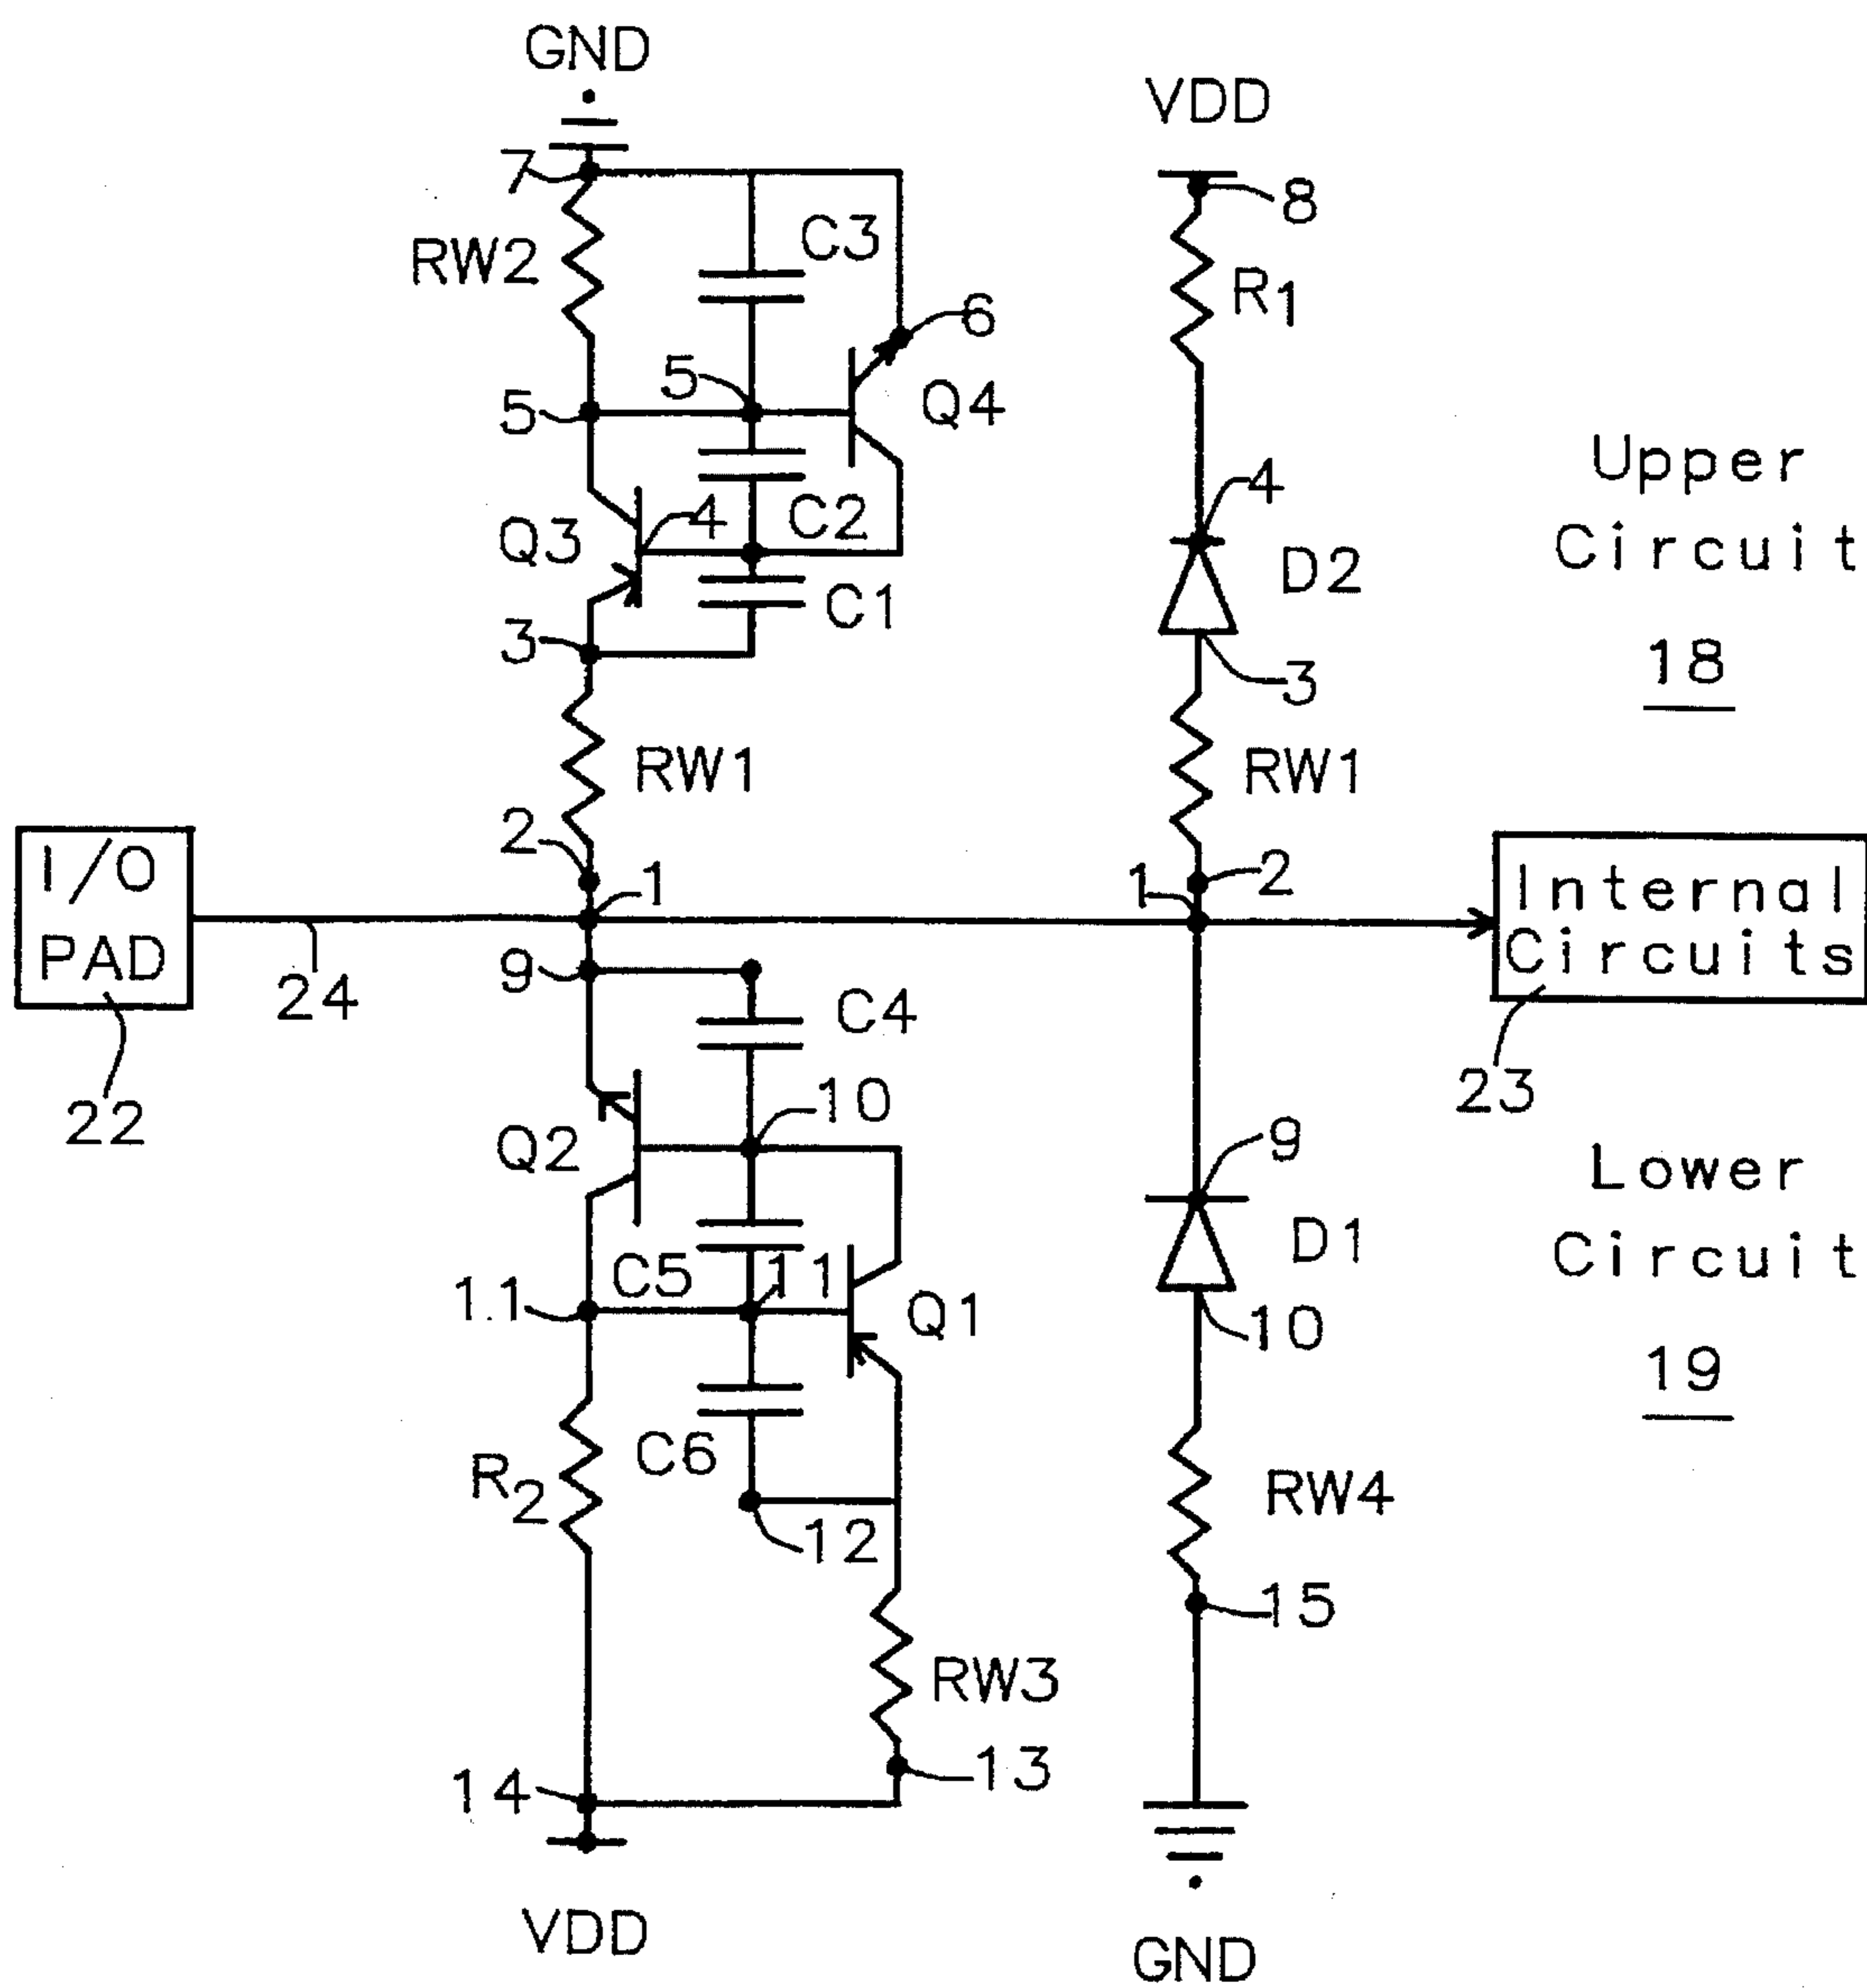 GND
VDD
7
8
C3
RW2
R1
6
5
5
Q4
4
Upper
Circuit
18
4
C2
Q3
D2
C1
3
3
RW1
RW1
2
2
I/O
PAD
1
1
Internal
Circuits
9
24
C4
22
10
23
Q2
9
Lower
Circuit
19
C5
11
D1
1.1
Q1
10
C6
R2
RW4
12
15
RW3
13
14
VDD
GND